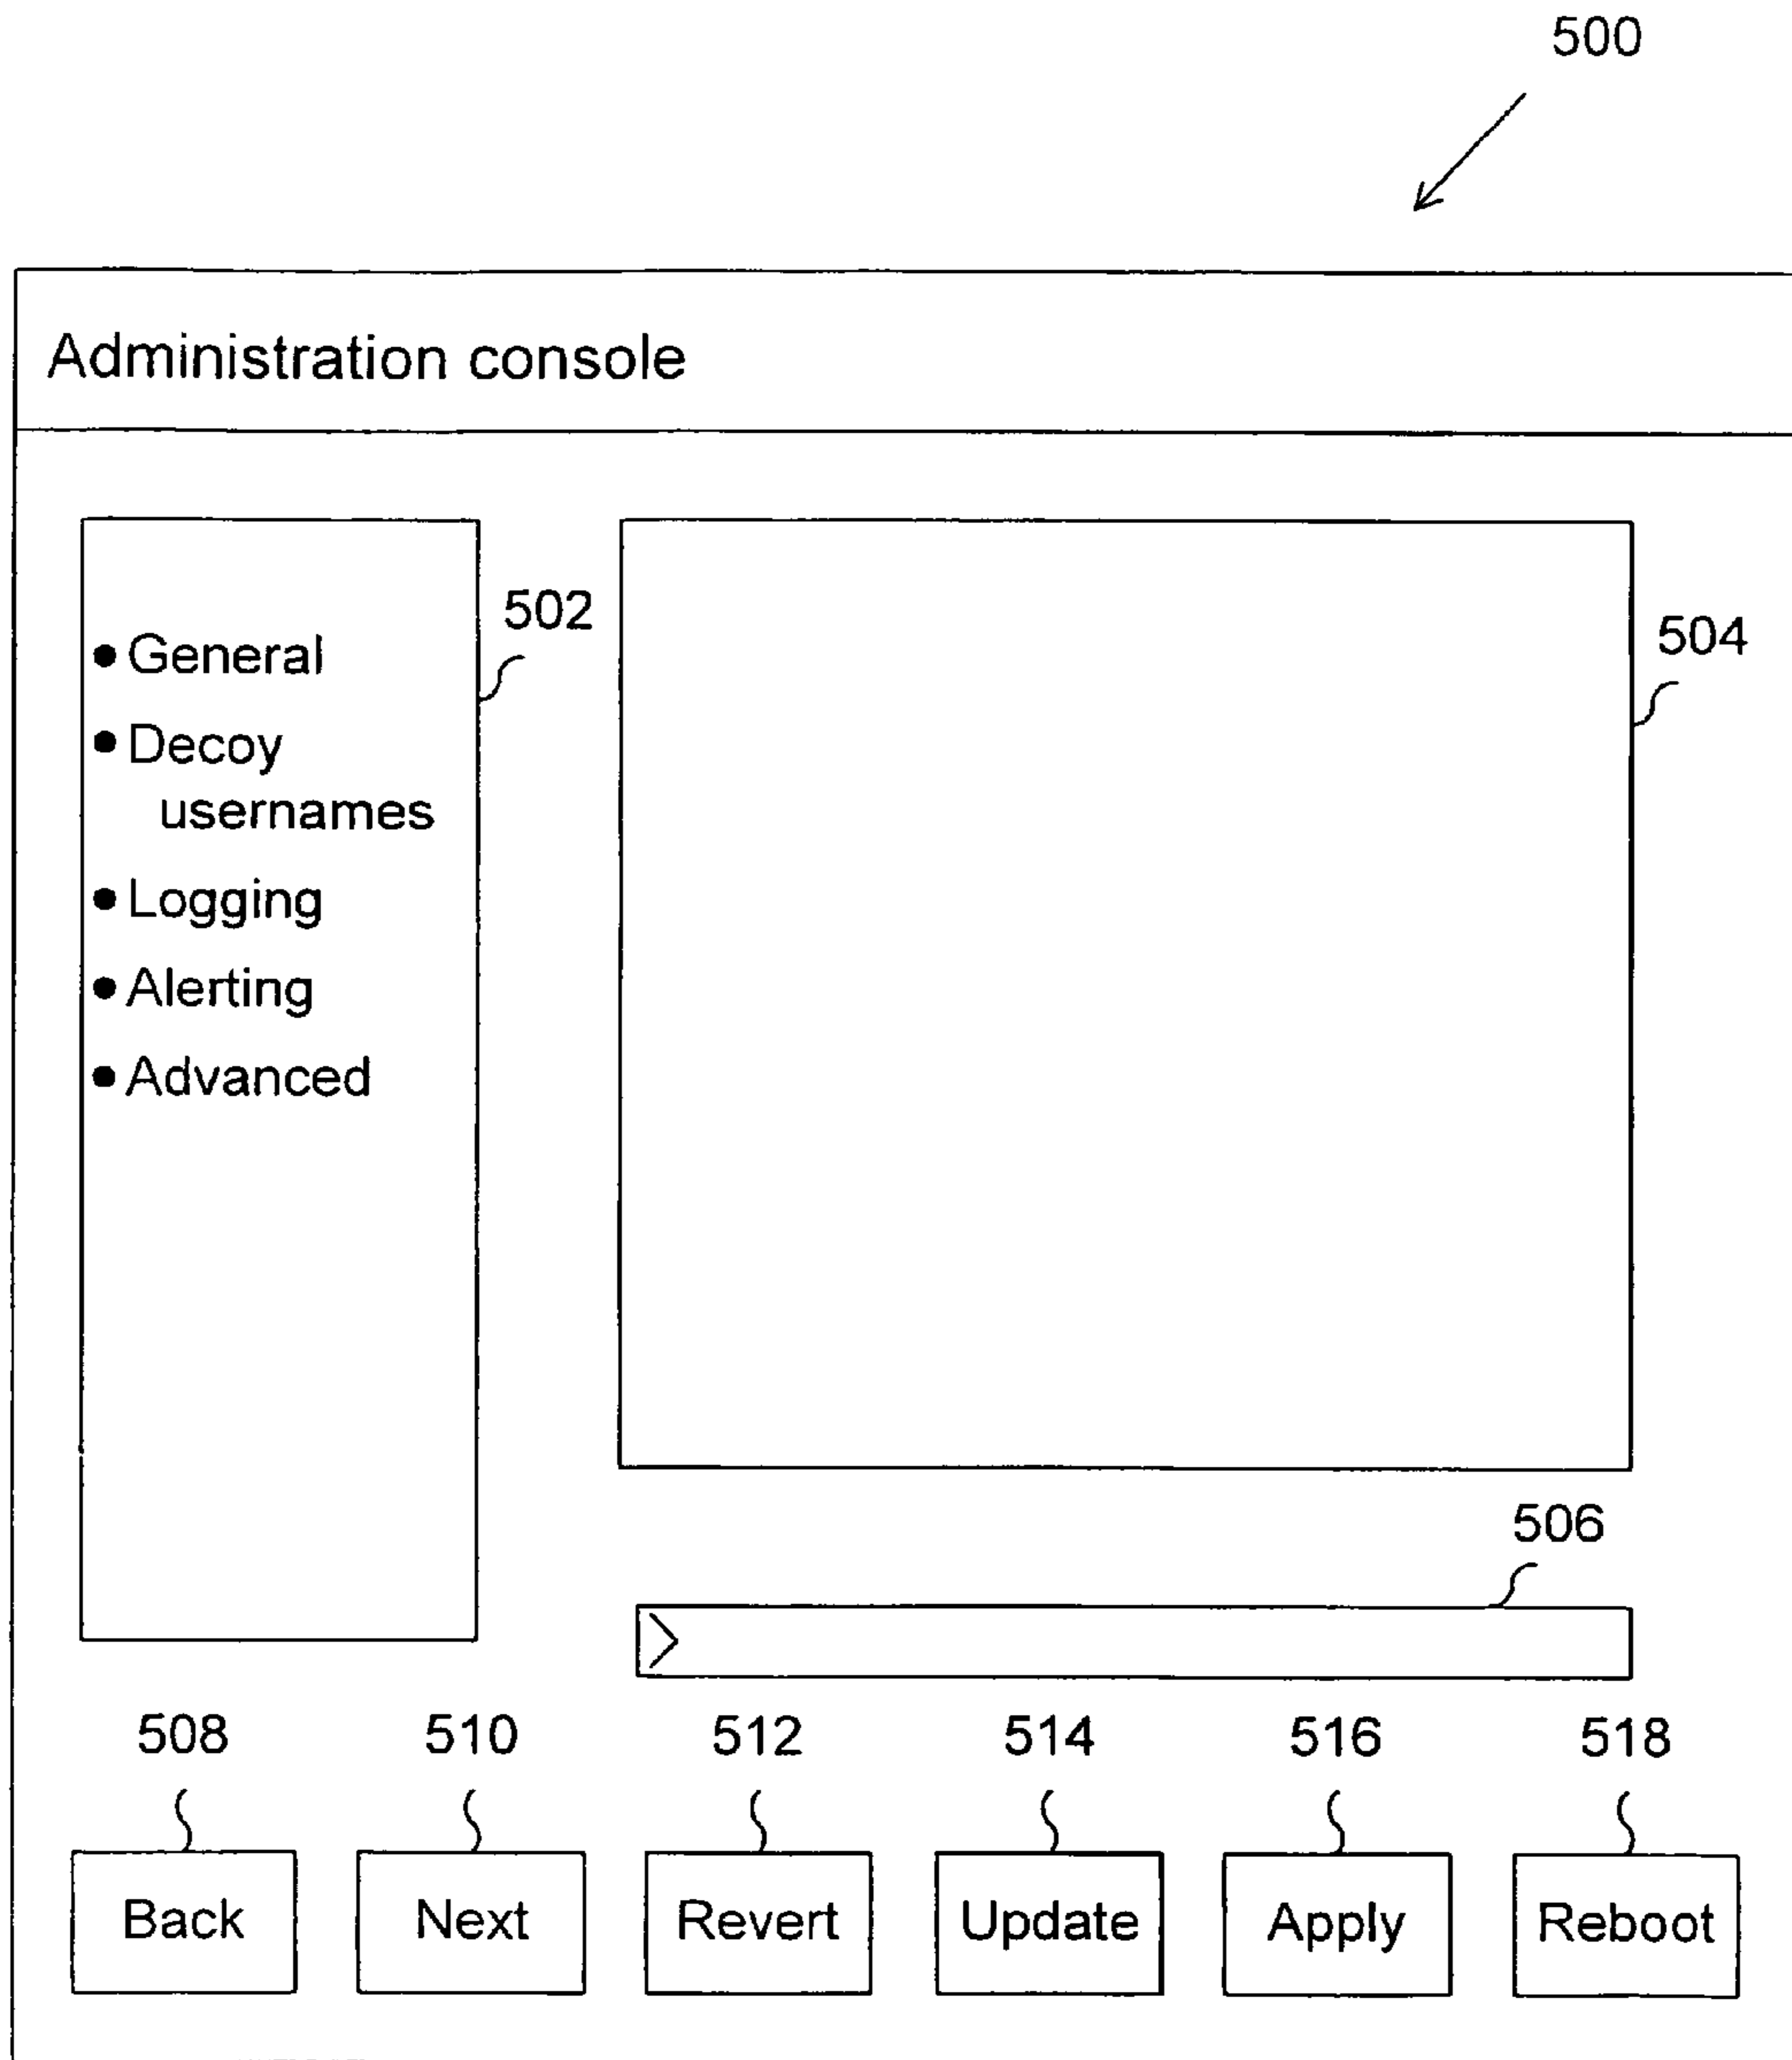 500
Administration console
502
504
• General
• Decoy
usernames
• Logging
• Alerting
• Advanced
506
>
508 510 512 514 516 518
Back Next Revert Update Apply Reboot